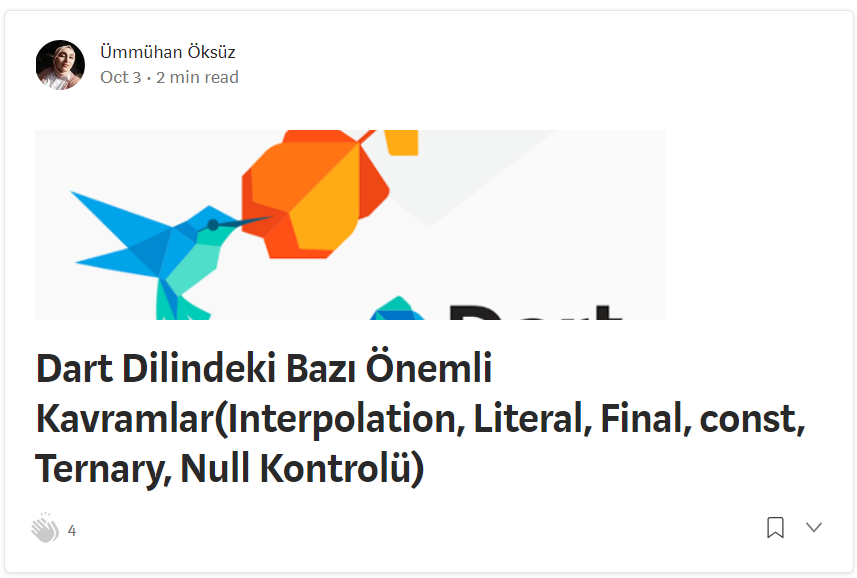 Ümmühan Öksüz
Oct 3 · 2 min read
Dart
Dart Dilindeki Bazı Önemli
Kavramlar(Interpolation, Literal, Final, const,
Ternary, Null Kontrolü)
4